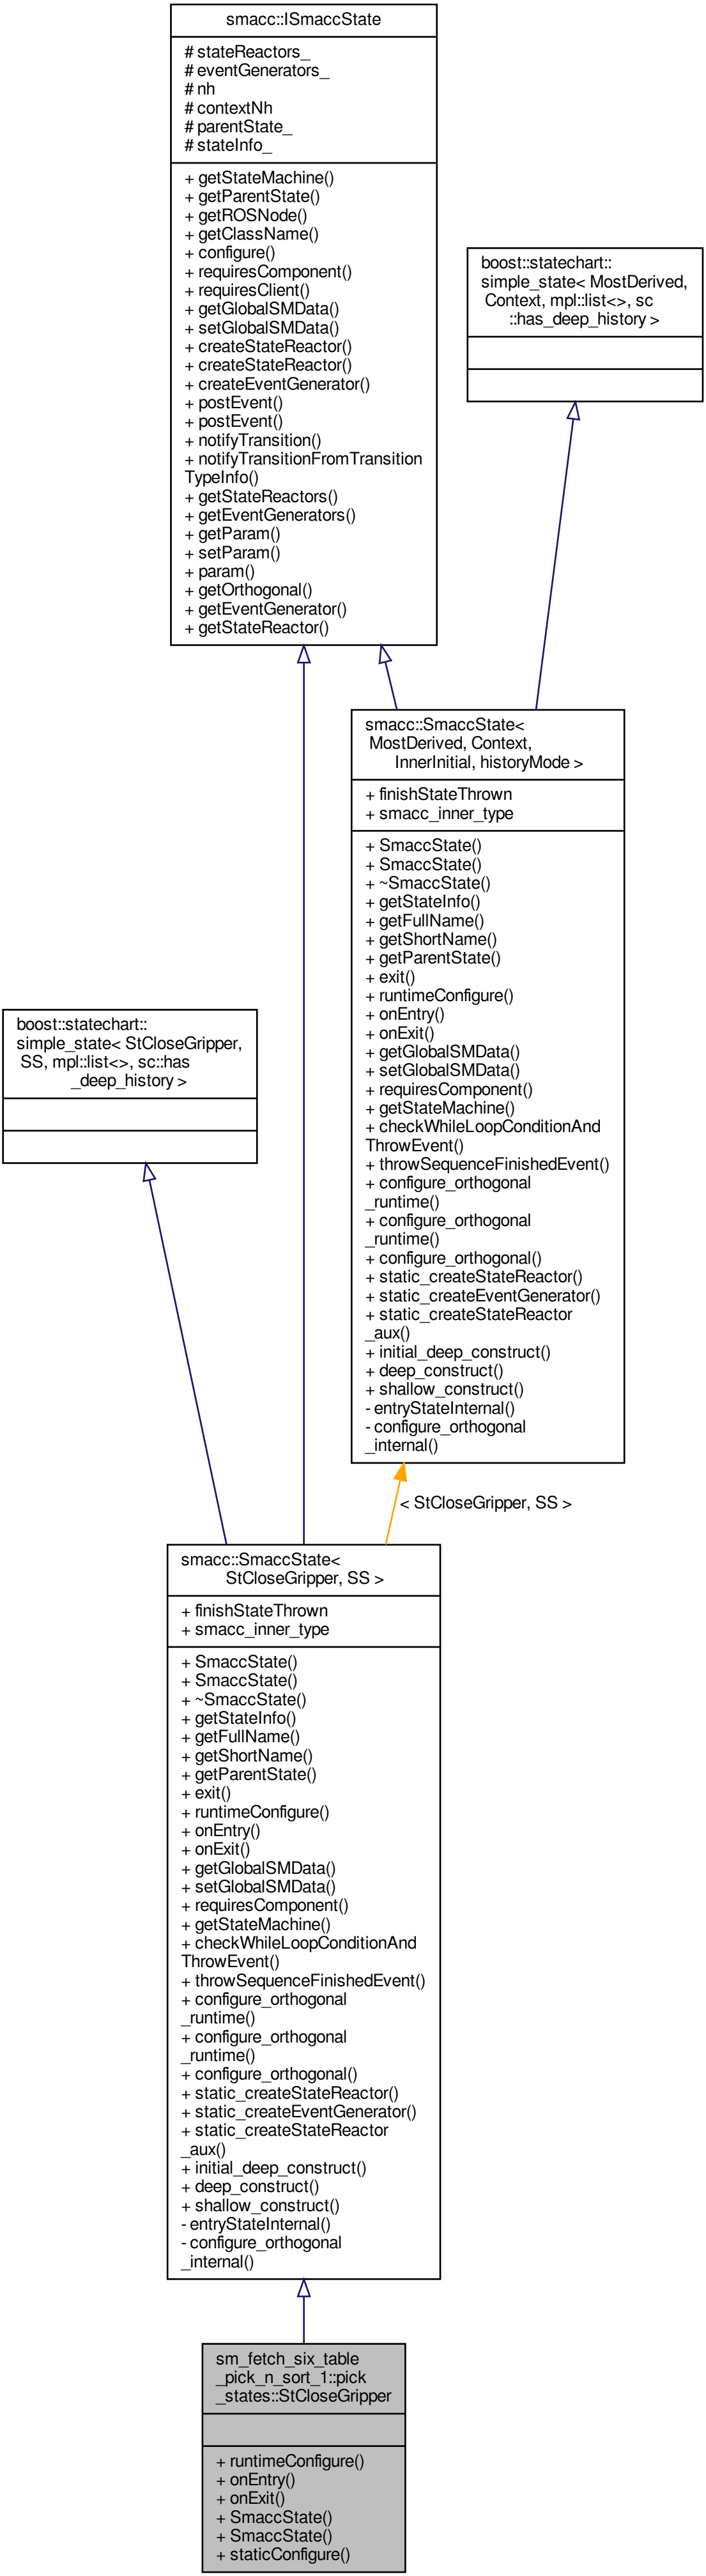 smacc::ISmaccState
# stateReactors_
# eventGenerators_
# nh
# contextNh
# parentState_
# stateInfo_
+ getStateMachine()
+ getParentState()
+ getROSNode()
+ getClassName()
+ configure()
+ requiresComponent()
+ requiresClient()
+ getGlobalSMData()
+ setGlobalSMData()
+ createStateReactor()
+ createStateReactor()
+ createEventGenerator()
+ postEvent()
+ postEvent()
+ notifyTransition()
+ notifyTransitionFromTransition
TypeInfo()
+ getStateReactors()
+ getEventGenerators()
+ getParam()
+ setParam()
+ param()
+ getOrthogonal()
+ getEventGenerator()
+ getStateReactor()
boost::statechart::
simple_state< MostDerived,
Context, mpl::list<>, sc
::has_deep_history >
smacc::SmaccState<
MostDerived, Context,
InnerInitial, historyMode >
+ finishStateThrown
+ smacc_inner_type
+ SmaccState()
+ SmaccState()
+ ~SmaccState()
+ getStateInfo()
+ getFullName()
+ getShortName()
+ getParentState()
+ exit()
+ runtimeConfigure()
+ onEntry()
+ onExit()
+ getGlobalSMData()
+ setGlobalSMData()
+ requiresComponent()
+ getStateMachine()
+ checkWhileLoopConditionAnd
ThrowEvent()
+ throwSequenceFinishedEvent()
+ configure_orthogonal
_runtime()
+ configure_orthogonal
_runtime()
+ configure_orthogonal()
+ static_createStateReactor()
+ static_createEventGenerator()
+ static_createStateReactor
_aux()
+ initial_deep_construct()
+ deep_construct()
+ shallow_construct()
- entryStateInternal()
- configure_orthogonal
_internal()
boost::statechart::
simple_state< StCloseGripper,
SS, mpl::list<>, sc::has
_deep_history >
< StCloseGripper, SS >
smacc::SmaccState<
StCloseGripper, SS >
+ finishStateThrown
+ smacc_inner_type
+ SmaccState()
+ SmaccState()
+ ~SmaccState()
+ getStateInfo()
+ getFullName()
+ getShortName()
+ getParentState()
+ exit()
+ runtimeConfigure()
+ onEntry()
+ onExit()
+ getGlobalSMData()
+ setGlobalSMData()
+ requiresComponent()
+ getStateMachine()
+ checkWhileLoopConditionAnd
ThrowEvent()
+ throwSequenceFinishedEvent()
+ configure_orthogonal
_runtime()
+ configure_orthogonal
_runtime()
+ configure_orthogonal()
+ static_createStateReactor()
+ static_createEventGenerator()
+ static_createStateReactor
_aux()
+ initial_deep_construct()
+ deep_construct()
+ shallow_construct()
- entryStateInternal()
- configure_orthogonal
_internal()
sm_fetch_six_table
_pick_n_sort_1::pick
_states::StCloseGripper
+ runtimeConfigure()
+ onEntry()
+ onExit()
+ SmaccState()
+ SmaccState()
+ staticConfigure()